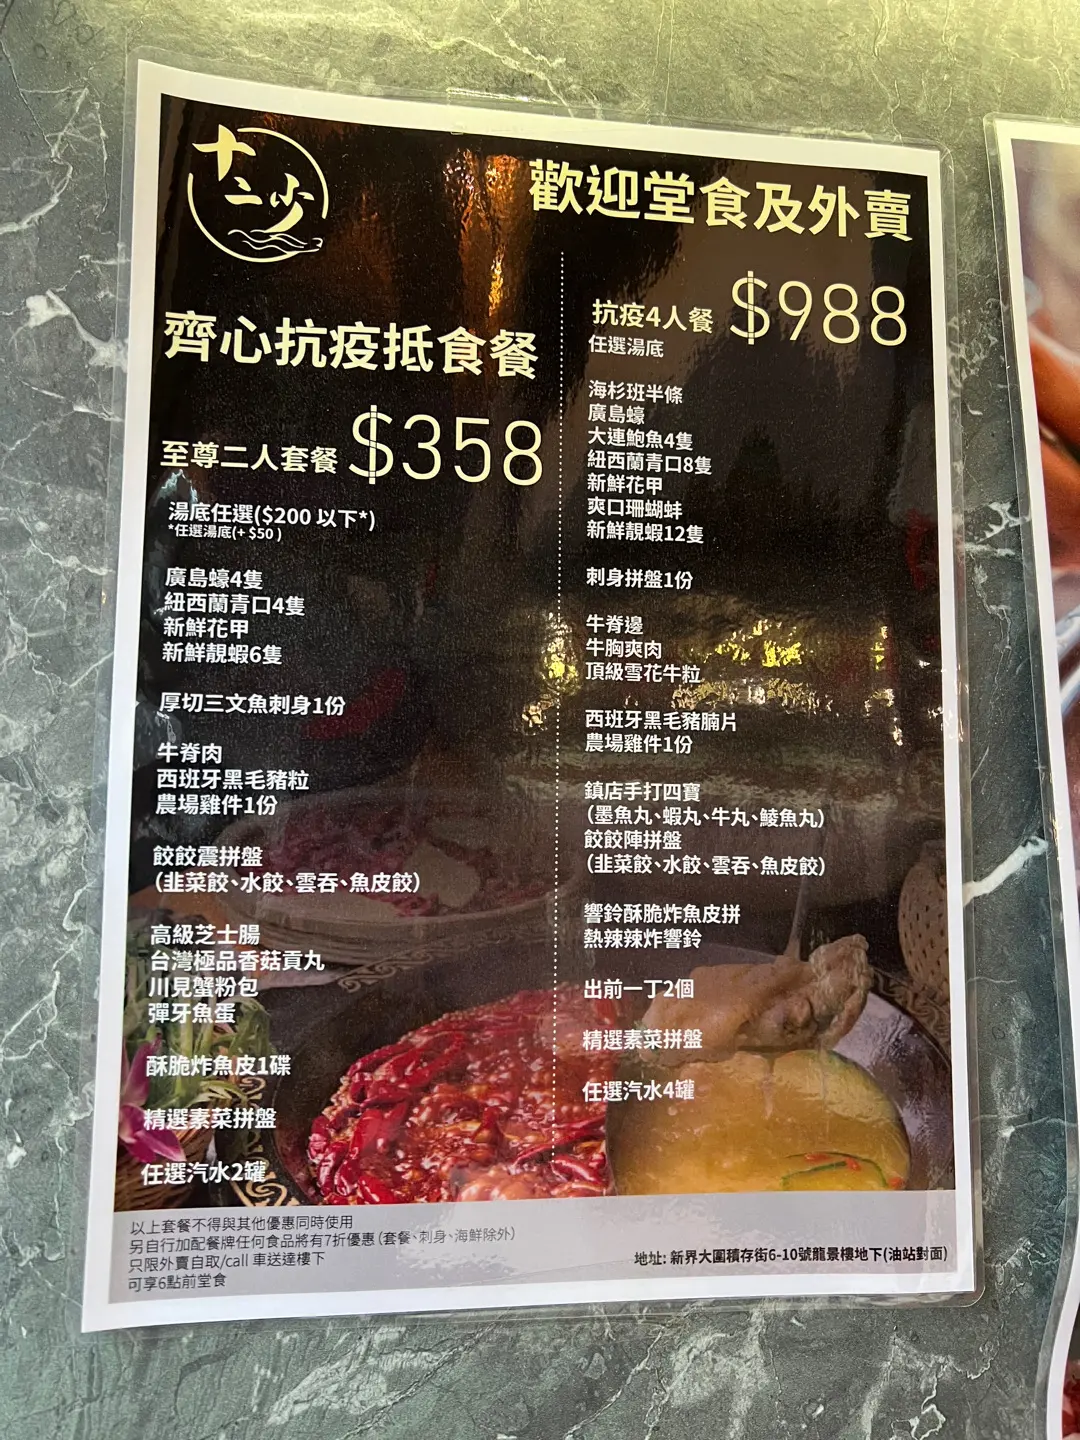 十二少
歡迎堂食及外賣
齊心抗疫抵食餐
至尊二人套餐 $358
湯底任選($200 以下*)
*任選湯底(+ $50 )
廣島蠔4隻
紐西蘭青口4隻
新鮮花甲
新鮮靚蝦6隻
厚切三文魚刺身1份
牛脊肉
西班牙黑毛豬粒
農場雞件1份
餃餃震拼盤
(韭菜餃、水餃、雲吞、魚皮餃)
高級芝士腸
台灣極品香菇貢丸
川見蟹粉包
彈牙魚蛋
酥脆炸魚皮1碟
精選素菜拼盤
任選汽水2罐
抗疫4人餐 $988
任選湯底
海杉班半條
廣島蠔
大連鮑魚4隻
紐西蘭青口8隻
新鮮花甲
爽口珊蝴蚌
新鮮靚蝦12隻
刺身拼盤1份
牛脊邊
牛胸爽肉
頂級雪花牛粒
西班牙黑毛豬腩片
農場雞件1份
鎮店手打四寶
(墨魚丸、蝦丸、牛丸、鯪魚丸)
餃餃陣拼盤
(韭菜餃、水餃、雲吞、魚皮餃)
響鈴酥脆炸魚皮拼
熱辣辣炸響鈴
出前一丁2個
精選素菜拼盤
任選汽水4罐
以上套餐不得與其他優惠同時使用
另自行加配餐牌任何食品將有7折優惠(套餐、刺身、海鮮除外)
只限外賣自取/call 車送達樓下
可享6點前堂食
地址: 新界大圍積存街6-10號龍景樓地下(油站對面)